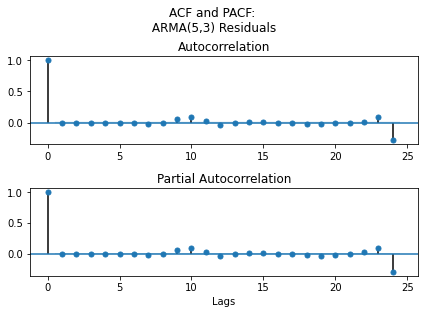 ACF and PACF:
ARMA(5,3) Residuals
Autocorrelation
1.0
0.5
0.0
0 5 10 15 20 25
Partial Autocorrelation
1.0
0.5
0.0
0 5 10 15 20 25
Lags